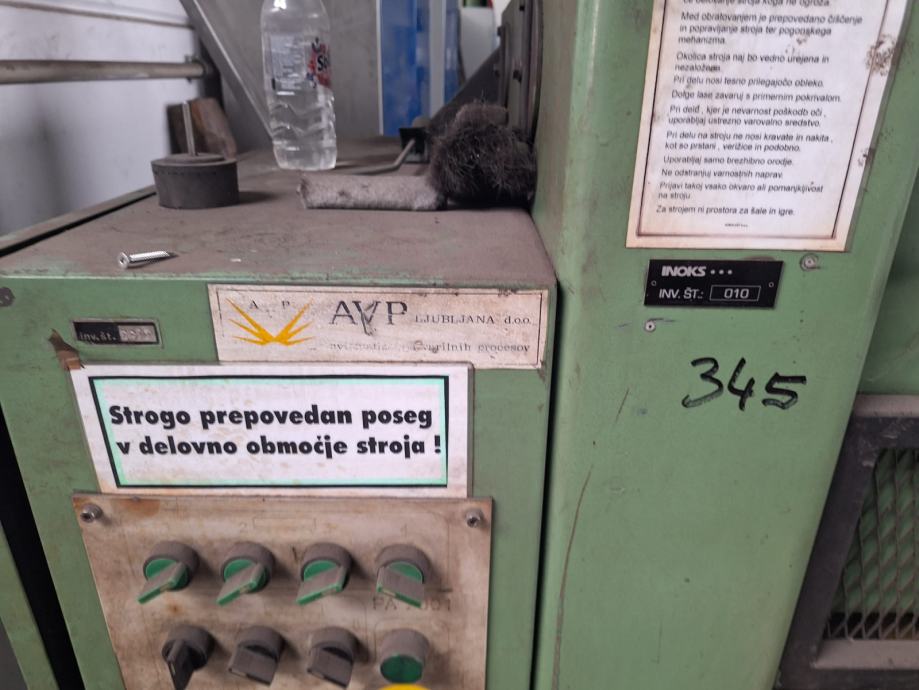 Med obratovanjem je prepovedano čiščenje
in popravljanje stroja ter pogonskega
mehanizma.
Okolica stroja naj bo vedno urejena in
nezaložena.
Pri delu nosi tesno prilegajočo obleko.
Dolge lase zavaruj s primernim pokrivalom.
Pri delih, kjer je nevarnost poškodb oči,
uporabljaj ustrezno varovalno sredstvo.
Pri delu na stroju ne nosi kravate in nakita,
kot so prstani, verižice in podobno.
Uporabljaj samo brezhibno orodje.
Ne odstranjuj varnostnih naprav.
Prijavi takoj vsako okvaro ali pomanjkljivost
na stroju.
Za strojem ni prostora za šale in igre.
INOKS
INV. ŠT.: 010
345
A P
AVP LJUBLJANA d.o.o.
procesov
inv.št.
Strogo prepovedan poseg
v delovno območje stroja !